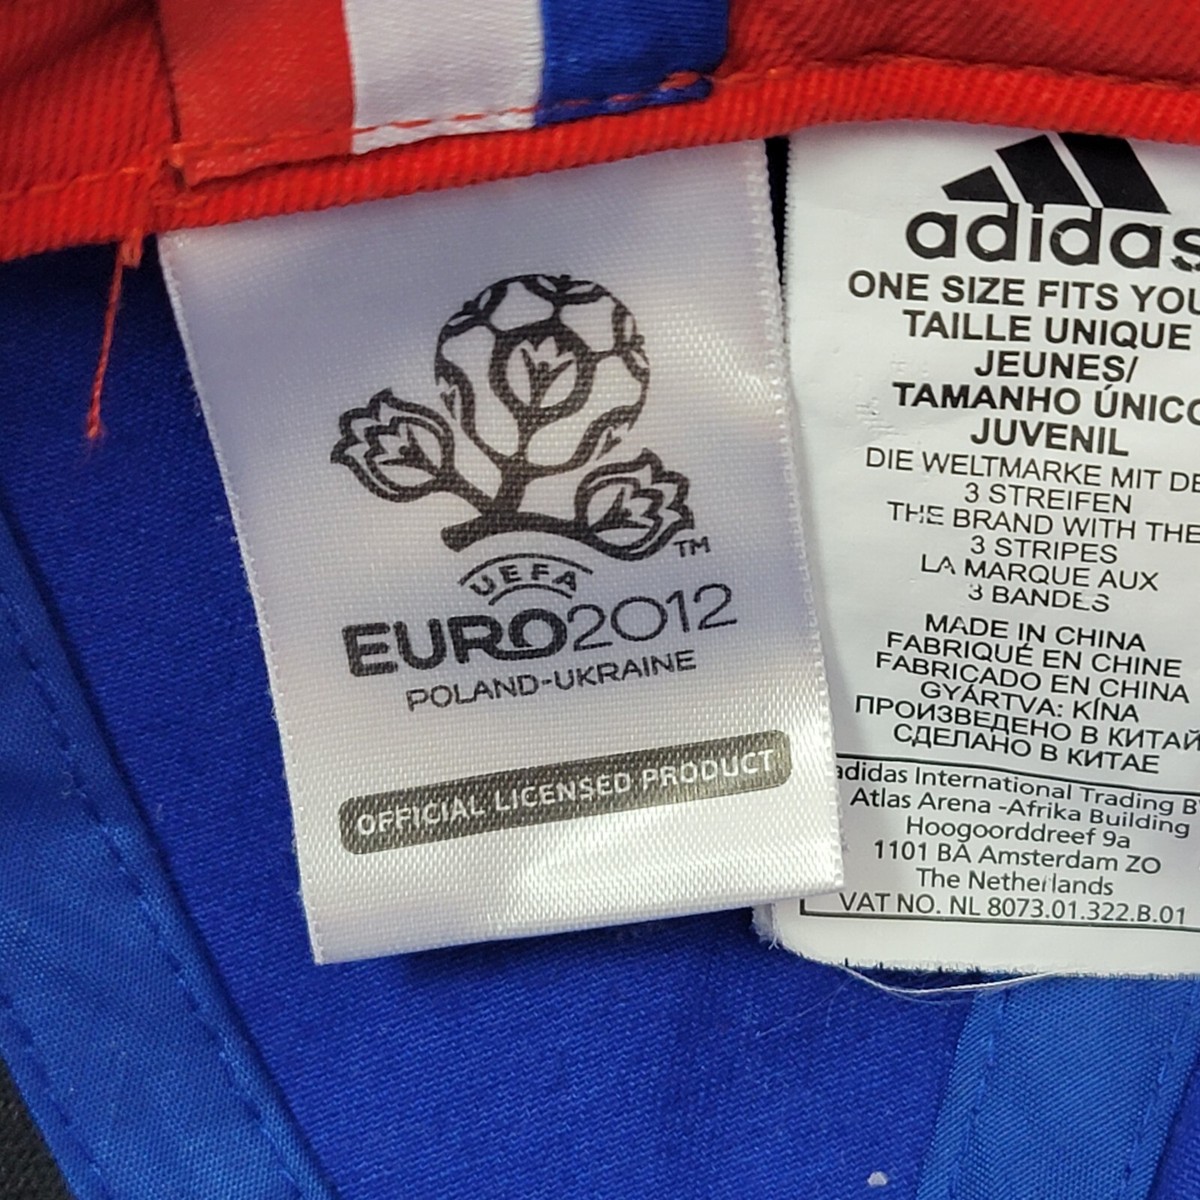 TM
UEFA
EURO2012
POLAND-UKRAINE
OFFICIAL LICENSED PRODUCT
adidas
ONE SIZE FITS
TAILLE UNIQUE
JEUNES/
TAMANHO ÚNICO
JUVENIL
DIE WELTMARKE MIT
3 STREIFEN
THE BRAND WITH THE
3 STRIPES
LA MARQUE AUX
3 BANDES
MADE IN CHINA
FABRIQUÉ EN CHINE
FABRICADO EN CHINA
GYÁRTVA: KÍNA
ПРОИЗВЕДЕНО В КИТАЙ
СДЕЛАНО В КИТАЕ
adidas International Trading
Atlas Arena -Afrika Building
Hoogoorddreef 9a
1101 BA Amsterdam ZO
The Netherlands
VAT NO. NL 8073.01.322.B.01